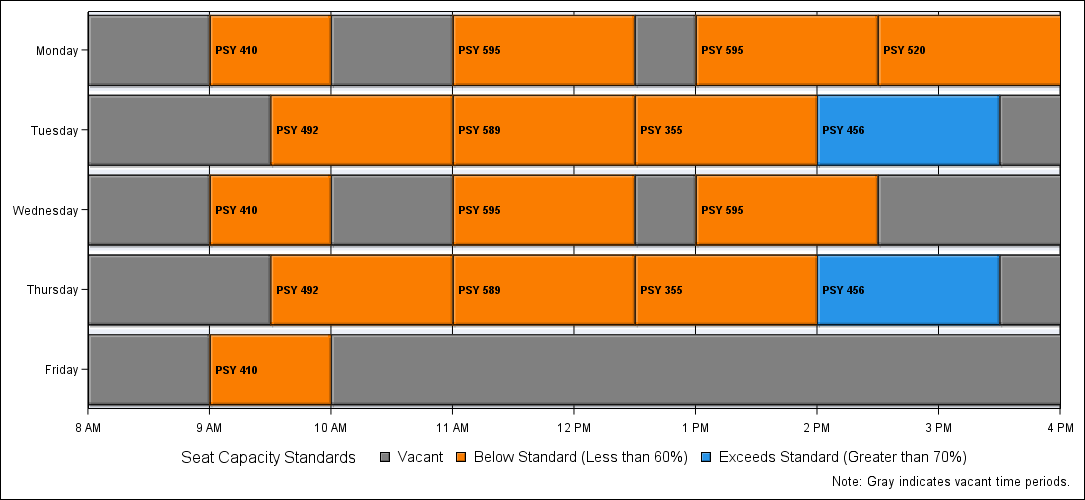 Monday PSY 410 PSY 595 PSY 595 PSY 520
Tuesday PSY 492 PSY 589 PSY 355 PSY 456
Wednesday PSY 410 PSY 595 PSY 595
Thursday PSY 492 PSY 589 PSY 355 PSY 456
Friday PSY 410
8 AM 9 AM 10 AM 11 AM 12 PM 1 PM 2 PM 3 PM 4 PM
Seat Capacity Standards Vacant Below Standard (Less than 60%) Exceeds Standard (Greater than 70%)
Note: Gray indicates vacant time periods.